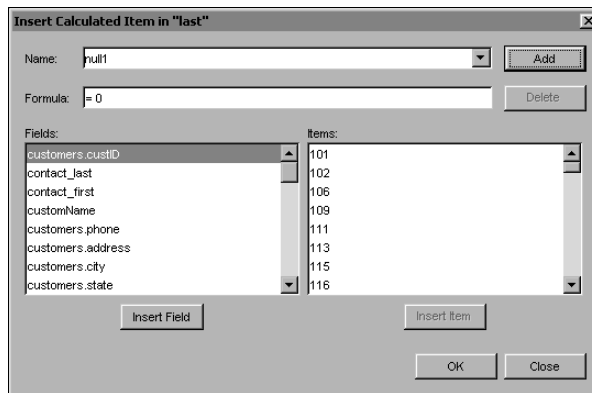 Insert Calculated Item in "last"
Name: null1 Add
Formula: = 0 Delete
Fields: Items:
customers.custID 101
contact_last 102
contact_first 106
customName 109
customers.phone 111
customers.address 113
customers.city 115
customers.state 116
Insert Field Insert Item
OK Close